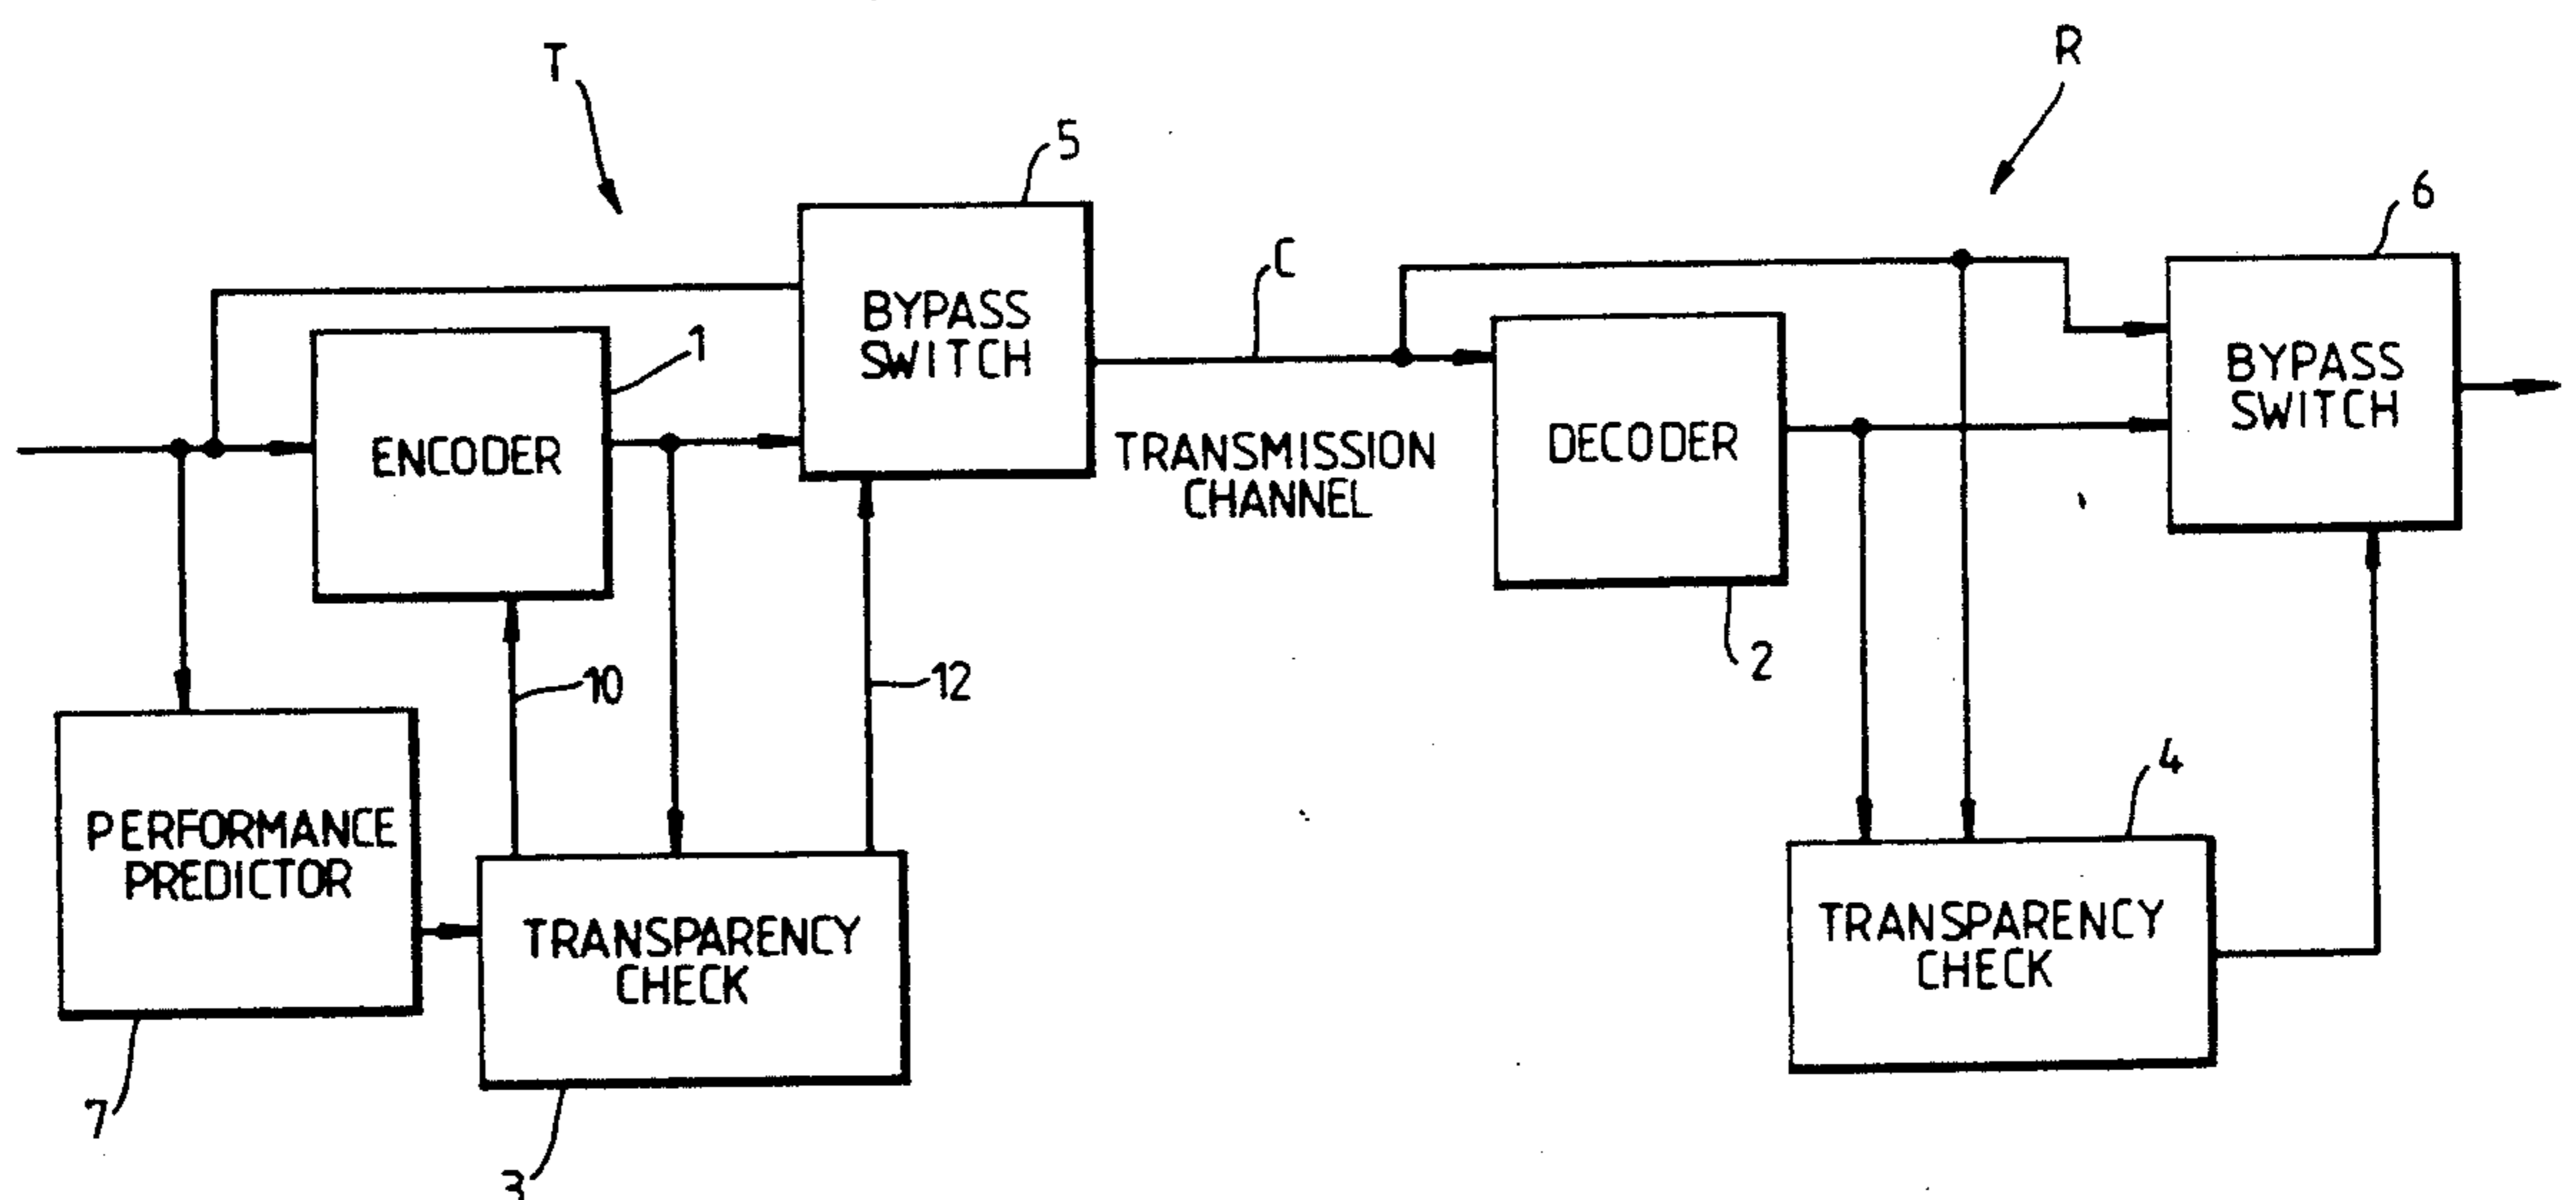 T
R
5
6
C
1
BYPASS
SWITCH
BYPASS
SWITCH
ENCODER
TRANSMISSION
CHANNEL
DECODER
10
12
2
4
PERFORMANCE
PREDICTOR
TRANSPARENCY
CHECK
TRANSPARENCY
CHECK
7
3